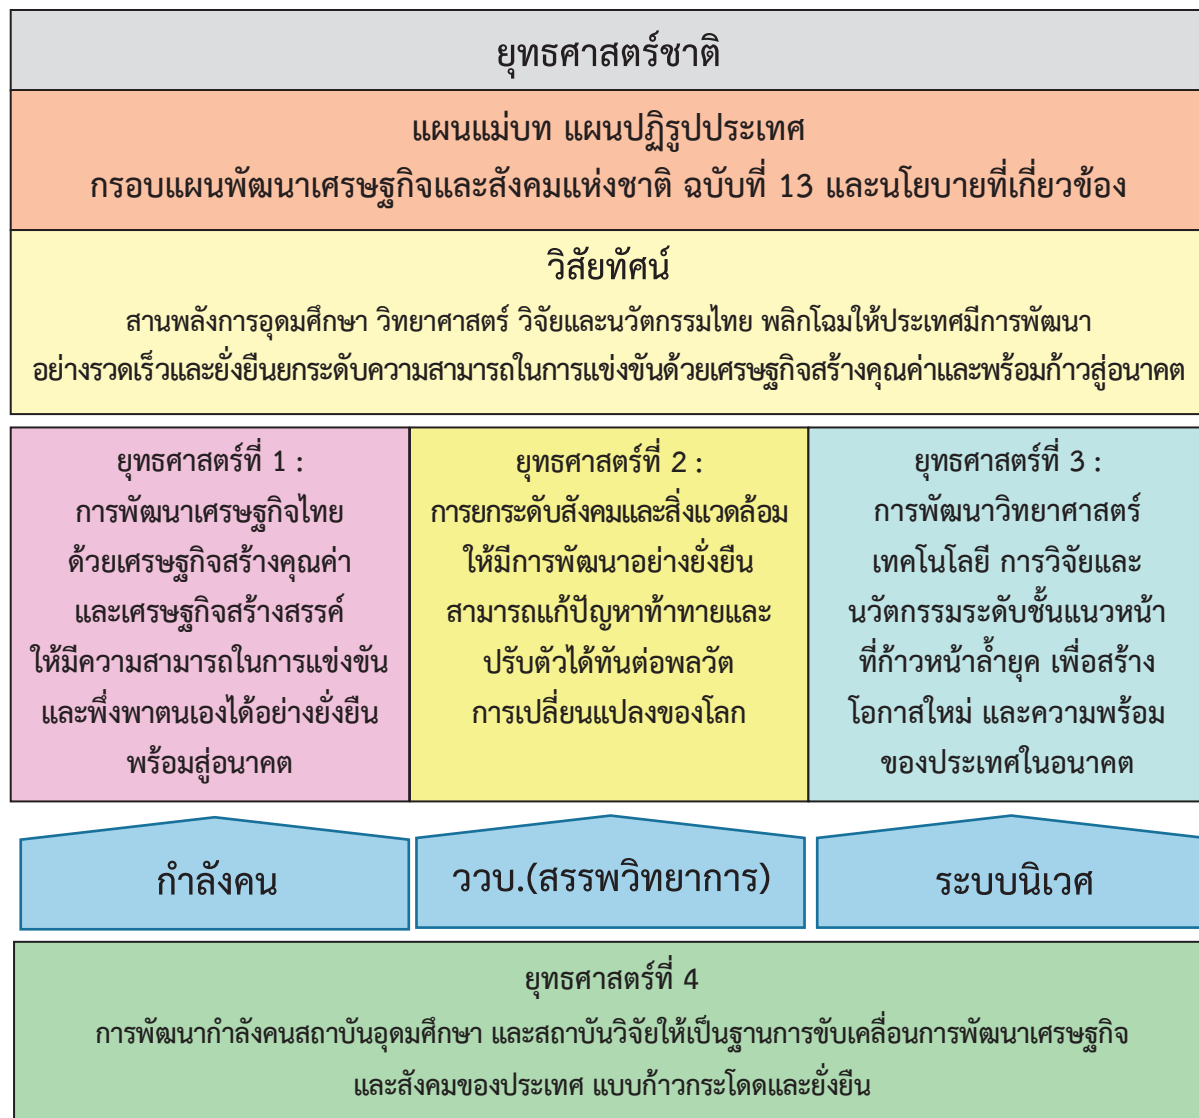 ยุทธศาสตร์ชาติ
แผนแม่บท แผนปฏิรูปประเทศ
กรอบแผนพัฒนาเศรษฐกิจและสังคมแห่งชาติ ฉบับที่ 13 และนโยบายที่เกี่ยวข้อง
วิสัยทัศน์
สานพลังการอุดมศึกษา วิทยาศาสตร์ วิจัยและนวัตกรรมไทย พลิกโฉมให้ประเทศมีการพัฒนา
อย่างรวดเร็วและยั่งยืนยกระดับความสามารถในการแข่งขันด้วยเศรษฐกิจสร้างคุณค่าและพร้อมก้าวสู่อนาคต
ยุทธศาสตร์ที่ 1 :
การพัฒนาเศรษฐกิจไทย
ด้วยเศรษฐกิจสร้างคุณค่า
และเศรษฐกิจสร้างสรรค์
ให้มีความสามารถในการแข่งขัน
และพึ่งพาตนเองได้อย่างยั่งยืน
พร้อมสู่อนาคต
ยุทธศาสตร์ที่ 2 :
การยกระดับสังคมและสิ่งแวดล้อม
ให้มีการพัฒนาอย่างยั่งยืน
สามารถแก้ปัญหาท้าทายและ
ปรับตัวได้ทันต่อพลวัต
การเปลี่ยนแปลงของโลก
ยุทธศาสตร์ที่ 3 :
การพัฒนาวิทยาศาสตร์
เทคโนโลยี การวิจัยและ
นวัตกรรมระดับชั้นแนวหน้า
ที่ก้าวหน้าล้ำยุค เพื่อสร้าง
โอกาสใหม่ และความพร้อม
ของประเทศในอนาคต
กำลังคน
ววบ.(สรรพวิทยาการ)
ระบบนิเวศ
ยุทธศาสตร์ที่ 4
การพัฒนากำลังคนสถาบันอุดมศึกษา และสถาบันวิจัยให้เป็นฐานการขับเคลื่อนการพัฒนาเศรษฐกิจ
และสังคมของประเทศ แบบก้าวกระโดดและยั่งยืน